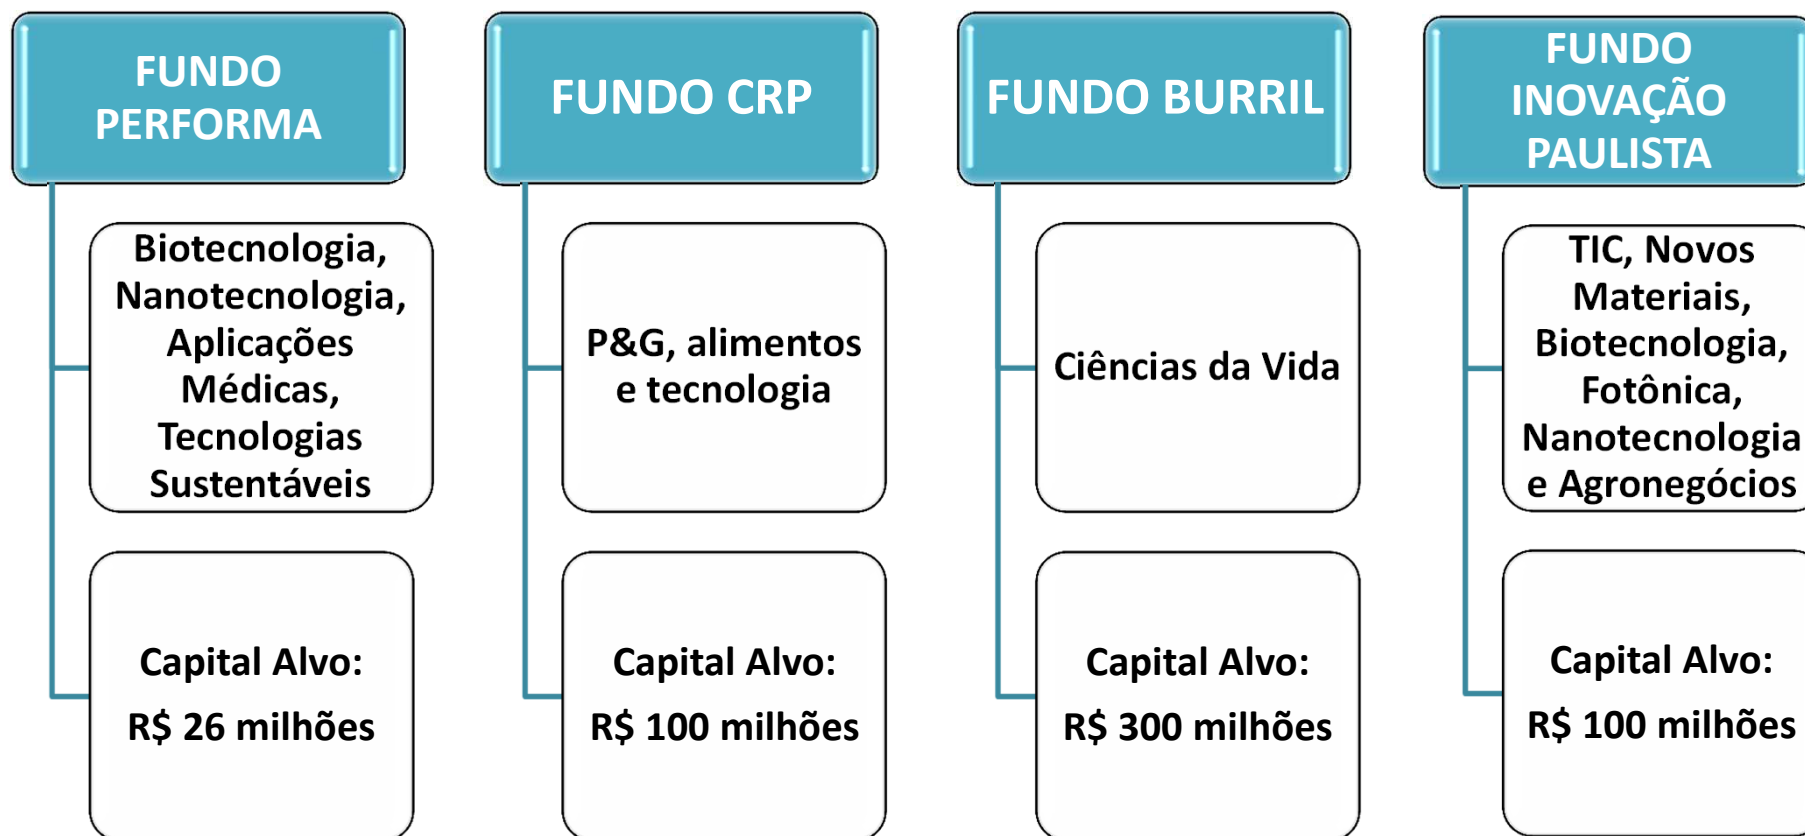 FUNDO
PERFORMA
Biotecnologia,
Nanotecnologia,
Aplicações
Médicas,
Tecnologias
Sustentáveis
Capital Alvo:
R$ 26 milhões
FUNDO CRP
P&G, alimentos
e tecnologia
Capital Alvo:
R$ 100 milhões
FUNDO BURRIL
Ciências da Vida
Capital Alvo:
R$ 300 milhões
FUNDO
INOVAÇÃO
PAULISTA
TIC, Novos
Materiais,
Biotecnologia,
Fotônica,
Nanotecnologia
e Agronegócios
Capital Alvo:
R$ 100 milhões